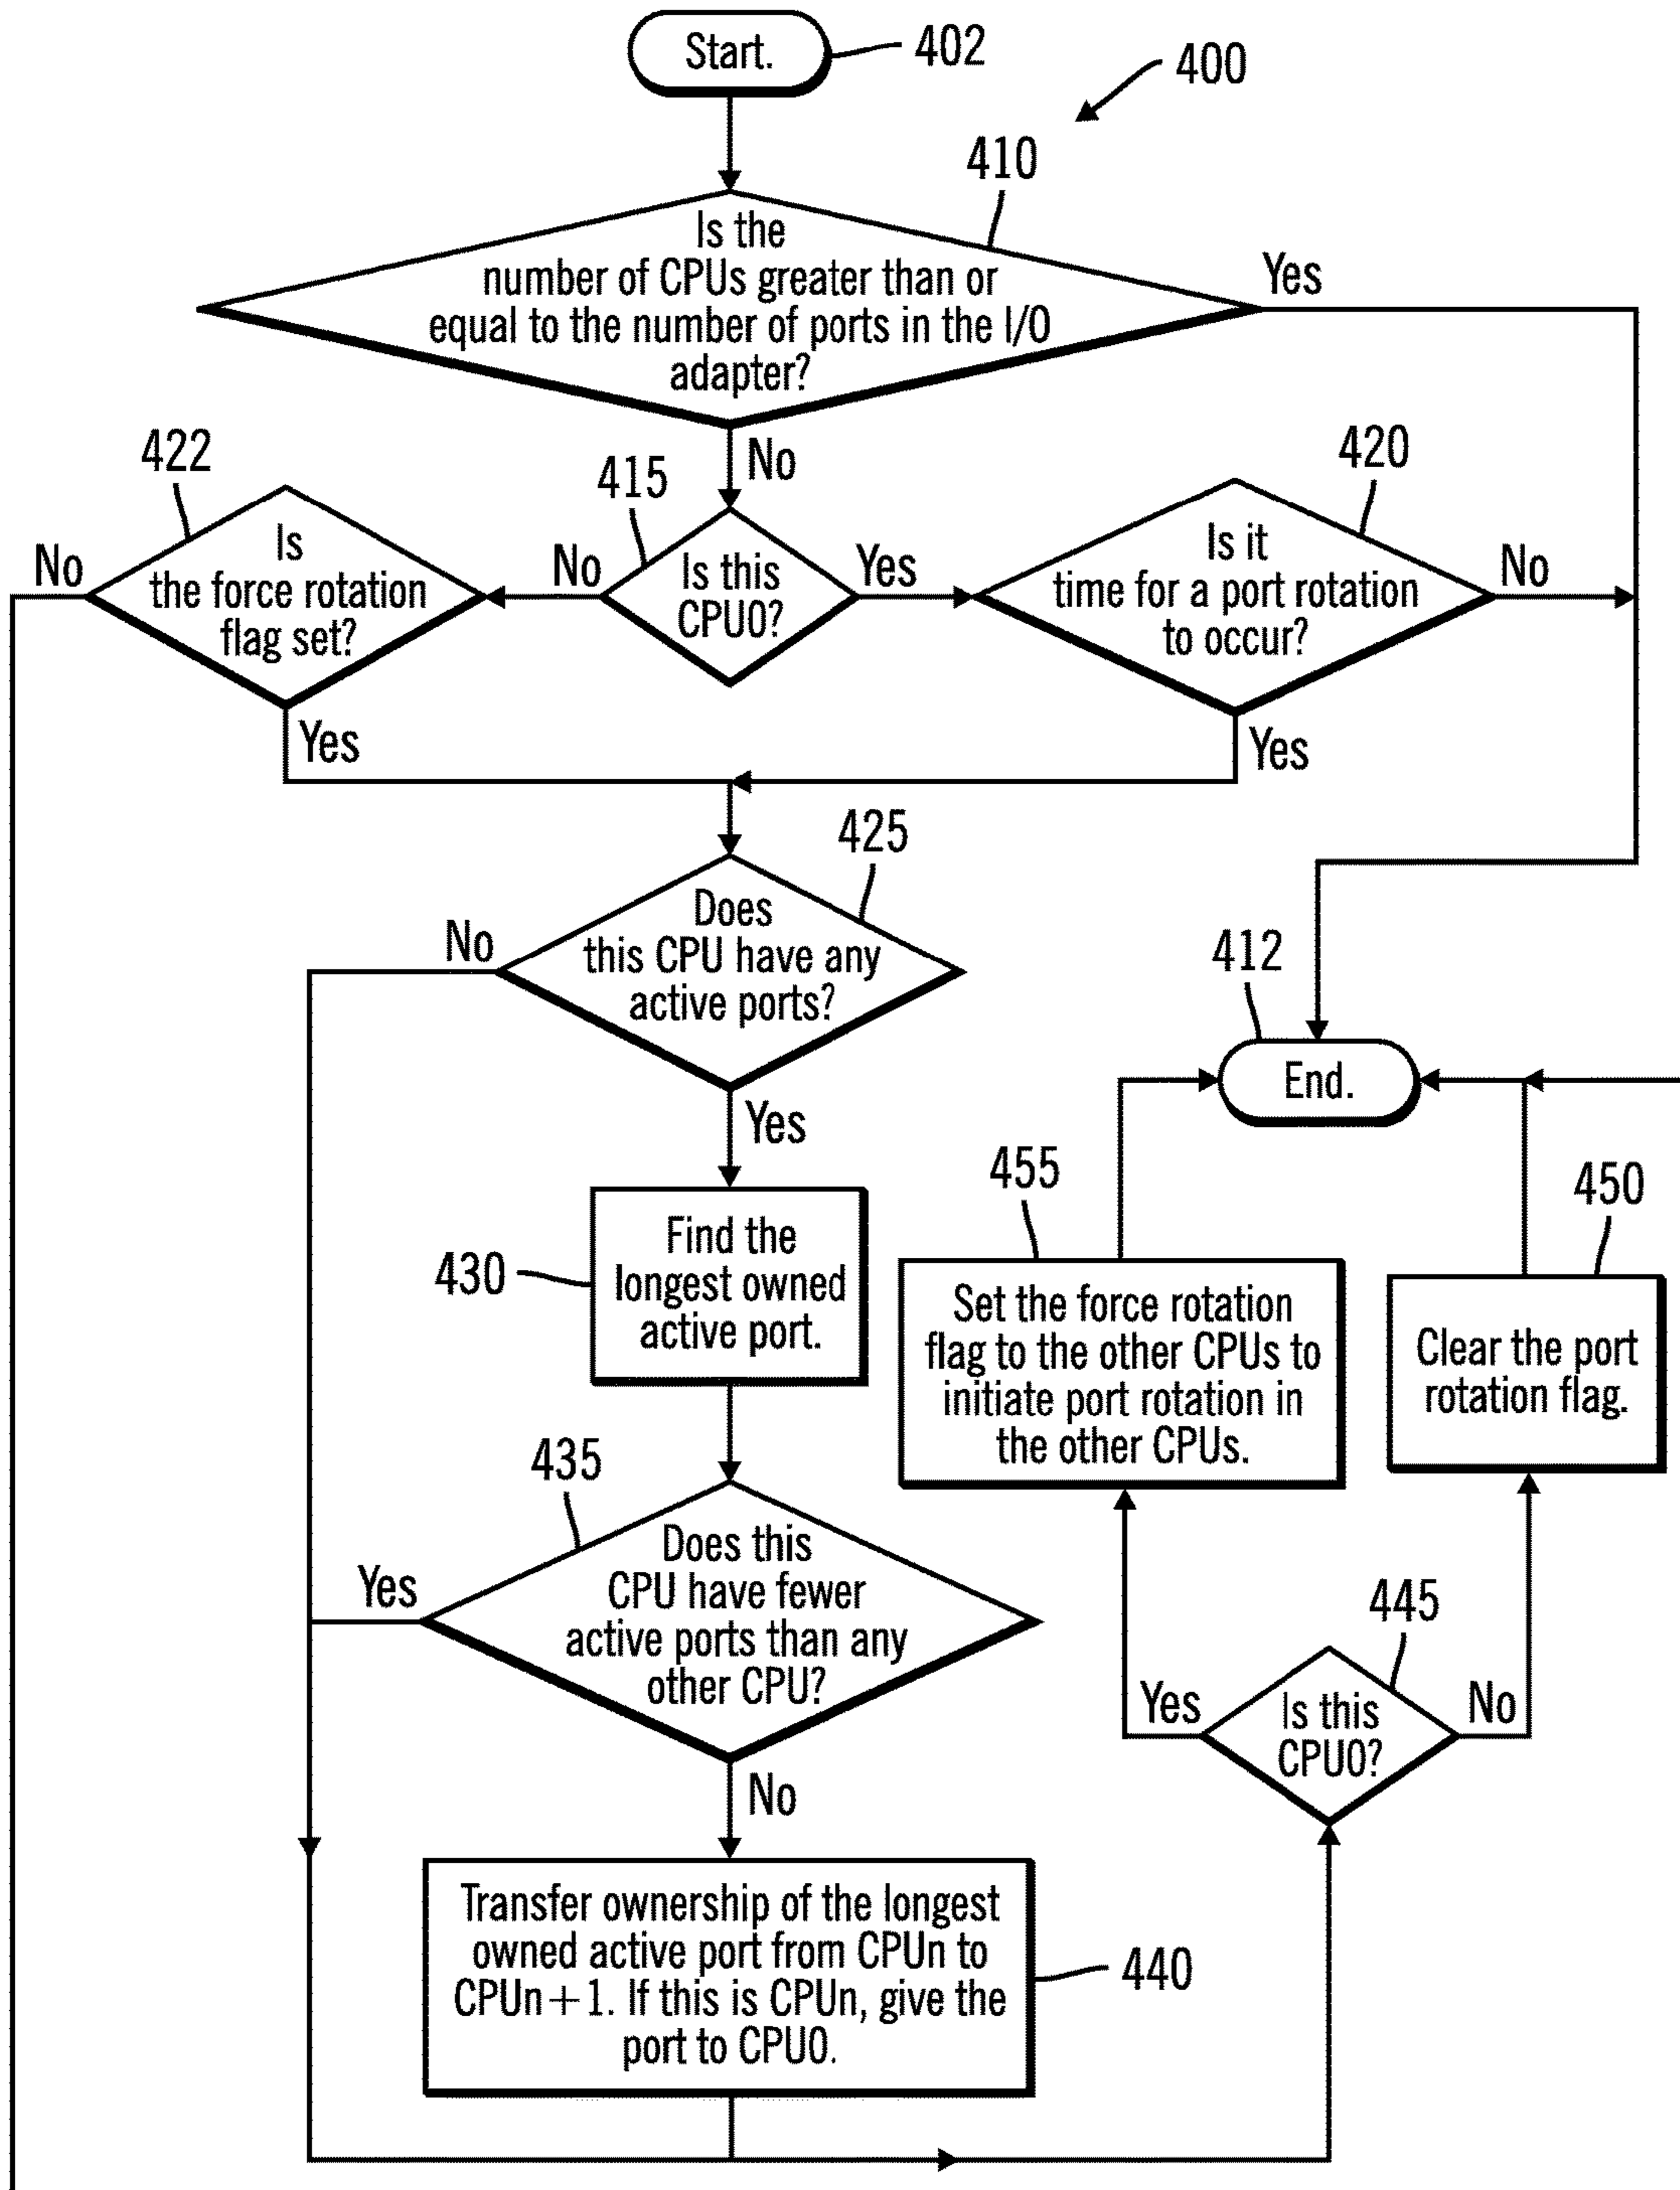 Start.
402
400
410
Is the
number of CPUs greater than or
equal to the number of ports in the I/O
adapter?
Yes
No
422
415
420
No
Is
the force rotation
flag set?
No
Is this
CPU0?
Yes
Is it
time for a port rotation
to occur?
No
Yes
Yes
425
Does
this CPU have any
active ports?
No
412
End.
Yes
455
450
430
Find the
longest owned
active port.
Set the force rotation
flag to the other CPUs to
initiate port rotation in
the other CPUs.
Clear the port
rotation flag.
435
Does this
CPU have fewer
active ports than any
other CPU?
Yes
445
Yes
Is this
CPU0?
No
No
Transfer ownership of the longest
owned active port from CPUn to
CPUn+1. If this is CPUn, give the
port to CPU0.
440